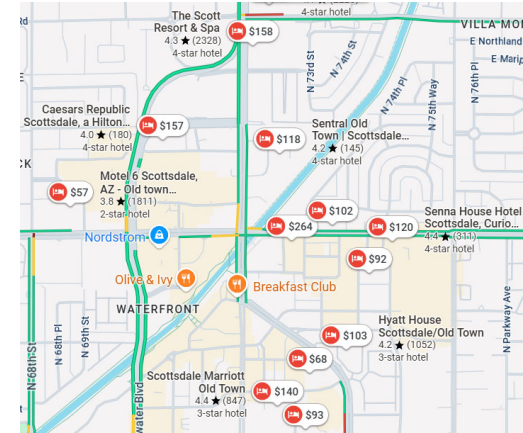 The Scott
Resort & Spa
4.3 ★ (2328)
4-star hotel
$158
4-star hotel
VILLA MO
E Northland
E Marip
N 73rd St
N 74th St
N 74th Pl
N 75th Way
N 76th Pl
Caesars Republic
Scottsdale, a Hilton...
4.0 ★ (180)
4-star hotel
$157
$118
Sentral Old
Town | Scottsdale...
4.2 ★ (145)
4-star hotel
CK
Motel 6 Scottsdale,
AZ - Old town...
3.8 ★ (1811)
2-star hotel
$57
$102
$264
$120
Senna House Hotel
Scottsdale, Curio...
4.4 ★ (311)
4-star hotel
Nordstrom
$92
Olive & Ivy
Breakfast Club
WATERFRONT
N 68th St
N 68th Pl
N 69th St
N Parkway Ave
$103
Hyatt House
Scottsdale/Old Town
4.2 ★ (1052)
3-star hotel
$68
Scottsdale Marriott
Old Town
4.4 ★ (847)
3-star hotel
$140
$93
water Blvd